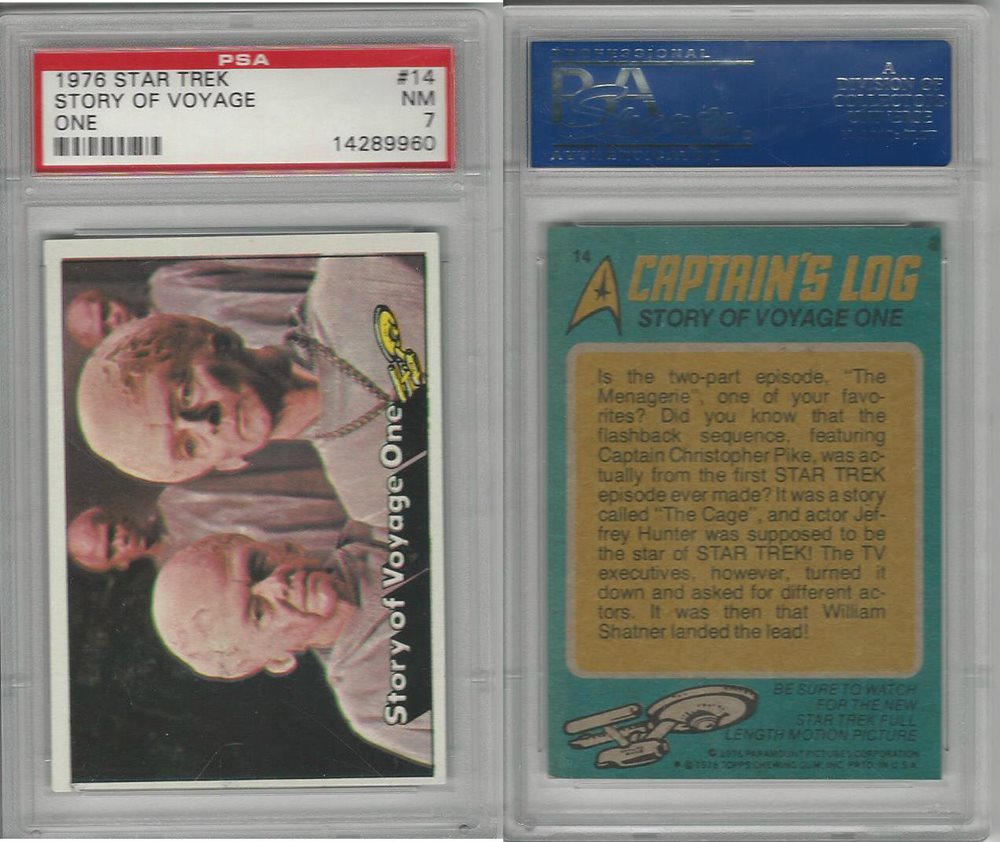 PSA
1976 STAR TREK #14
STORY OF VOYAGE NM
ONE 7
14289960
Story of Voyage One
PROFESSIONAL
PSA
A
DIVISION OF
COLLECTORS
UNIVERSE
14
CAPTAIN'S LOG
STORY OF VOYAGE ONE
Is the two-part episode, "The
Menagerie", one of your favo-
rites? Did you know that the
flashback sequence, featuring
Captain Christopher Pike, was ac-
tually from the first STAR TREK
episode ever made? It was a story
called "The Cage", and actor Jef-
frey Hunter was supposed to be
the star of STAR TREK! The TV
executives, however, turned it
down and asked for different ac-
tors. It was then that William
Shatner landed the lead!
BE SURE TO WATCH
FOR THE NEW
STAR TREK FULL
LENGTH MOTION PICTURE
© 1976 PARAMOUNT PICTURES CORPORATION
* © 1976 TOPPS CHEWING GUM, INC. PRTD. IN U.S.A.